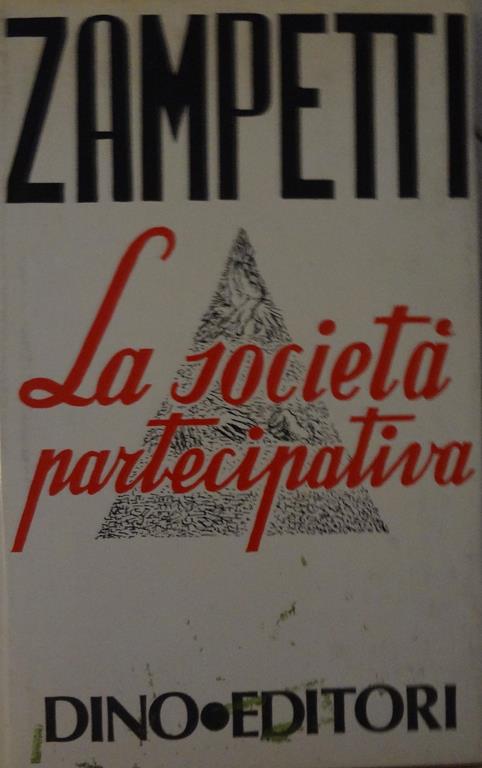 ZAMPETTI
La società
partecipativa
DINO●EDITORI